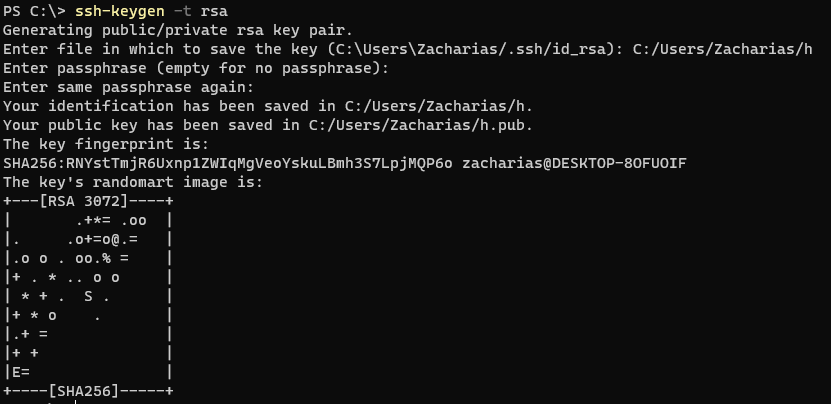 PS C:\> ssh-keygen -t rsa
Generating public/private rsa key pair.
Enter file in which to save the key (C:\Users\Zacharias/.ssh/id_rsa): C:/Users/Zacharias/h
Enter passphrase (empty for no passphrase):
Enter same passphrase again:
Your identification has been saved in C:/Users/Zacharias/h.
Your public key has been saved in C:/Users/Zacharias/h.pub.
The key fingerprint is:
SHA256:RNYstTmjR6Uxnp1ZWIqMgVeoYskuLBmh3S7LpjMQP6o zacharias@DESKTOP-8OFUOIF
The key's randomart image is:
+---[RSA 3072]----+
|       .+*= .oo  |
|.     .o+=o@.=   |
|.o o . oo.% =    |
|+ . * .. o o     |
| * + .  S .      |
|+ * o    .       |
|.+ =             |
|+ +              |
|E=               |
+----[SHA256]-----+